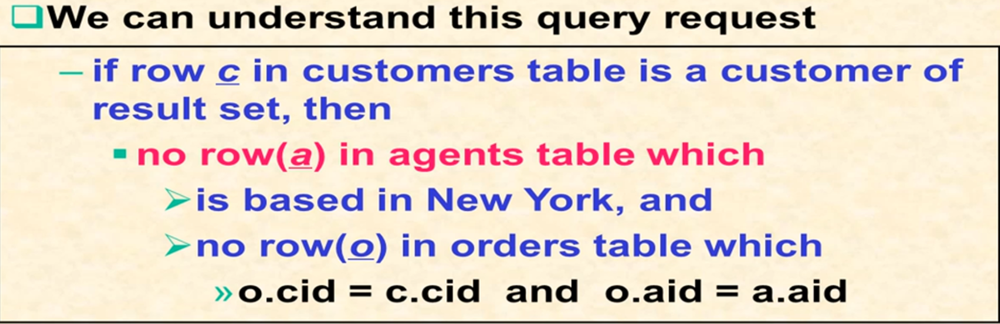 We can understand this query request
– if row c in customers table is a customer of
result set, then
▪ no row(a) in agents table which
➢ is based in New York, and
➢ no row(o) in orders table which
» o.cid = c.cid and o.aid = a.aid